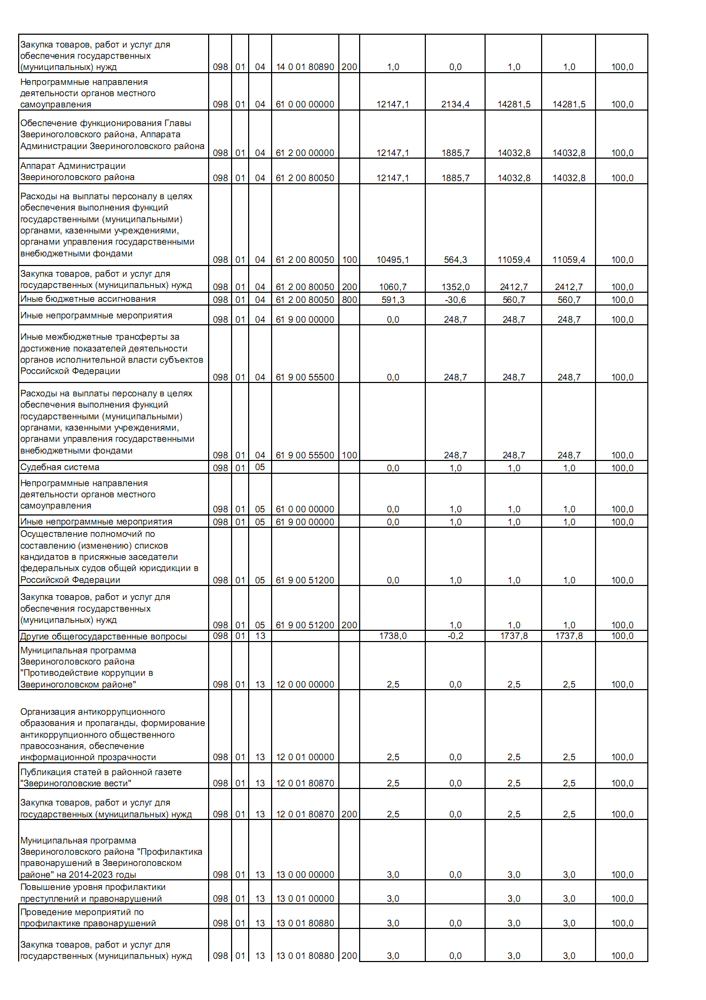 Закупка товаров, работ и услуг для
обеспечения государственных
(муниципальных) нужд 098 01 04 14 0 01 80890 200 1,0 0,0 1,0 1,0 100,0
Непрограммные направления
деятельности органов местного
самоуправления 098 01 04 61 0 00 00000 12147,1 2134,4 14281,5 14281,5 100,0
Обеспечение функционирования Главы
Звериноголовского района, Аппарата
Администрации Звериноголовского района
098 01 04 61 2 00 00000 12147,1 1885,7 14032,8 14032,8 100,0
Аппарат Администрации
Звериноголовского района 098 01 04 61 2 00 80050 12147,1 1885,7 14032,8 14032,8 100,0
Расходы на выплаты персоналу в целях
обеспечения выполнения функций
государственными (муниципальными)
органами, казенными учреждениями,
органами управления государственными
внебюджетными фондами
098 01 04 61 2 00 80050 100 10495,1 564,3 11059,4 11059,4 100,0
Закупка товаров, работ и услуг для
государственных (муниципальных) нужд 098 01 04 61 2 00 80050 200 1060,7 1352,0 2412,7 2412,7 100,0
Иные бюджетные ассигнования 098 01 04 61 2 00 80050 800 591,3 -30,6 560,7 560,7 100,0
Иные непрограммные мероприятия 098 01 04 61 9 00 00000 0,0 248,7 248,7 248,7 100,0
Иные межбюджетные трансферты за
достижение показателей деятельности
органов исполнительной власти субъектов
Российской Федерации
098 01 04 61 9 00 55500 0,0 248,7 248,7 248,7 100,0
Расходы на выплаты персоналу в целях
обеспечения выполнения функций
государственными (муниципальными)
органами, казенными учреждениями,
органами управления государственными
внебюджетными фондами
098 01 04 61 9 00 55500 100 248,7 248,7 248,7 100,0
Судебная система 098 01 05 0,0 1,0 1,0 1,0 100,0
Непрограммные направления
деятельности органов местного
самоуправления 098 01 05 61 0 00 00000 0,0 1,0 1,0 1,0 100,0
Иные непрограммные мероприятия 098 01 05 61 9 00 00000 0,0 1,0 1,0 1,0 100,0
Осуществление полномочий по
составлению (изменению) списков
кандидатов в присяжные заседатели
федеральных судов общей юрисдикции в
Российской Федерации 098 01 05 61 9 00 51200 0,0 1,0 1,0 1,0 100,0
Закупка товаров, работ и услуг для
обеспечения государственных
(муниципальных) нужд 098 01 05 61 9 00 51200 200 1,0 1,0 1,0 100,0
Другие общегосударственные вопросы 098 01 13 1738,0 -0,2 1737,8 1737,8 100,0
Муниципальная программа
Звериноголовского района
"Противодействие коррупции в
Звериноголовском районе" 098 01 13 12 0 00 00000 2,5 0,0 2,5 2,5 100,0
Организация антикоррупционного
образования и пропаганды, формирование
антикоррупционного общественного
правосознания, обеспечение
информационной прозрачности 098 01 13 12 0 01 00000 2,5 0,0 2,5 2,5 100,0
Публикация статей в районной газете
"Звериноголовские вести" 098 01 13 12 0 01 80870 2,5 0,0 2,5 2,5 100,0
Закупка товаров, работ и услуг для
государственных (муниципальных) нужд 098 01 13 12 0 01 80870 200 2,5 0,0 2,5 2,5 100,0
Муниципальная программа
Звериноголовского района "Профилактика
правонарушений в Звериноголовском
районе" на 2014-2023 годы 098 01 13 13 0 00 00000 3,0 0,0 3,0 3,0 100,0
Повышение уровня профилактики
преступлений и правонарушений 098 01 13 13 0 01 00000 3,0 3,0 3,0 100,0
Проведение мероприятий по
профилактике правонарушений 098 01 13 13 0 01 80880 3,0 0,0 3,0 3,0 100,0
Закупка товаров, работ и услуг для
государственных (муниципальных) нужд 098 01 13 13 0 01 80880 200 3,0 0,0 3,0 3,0 100,0